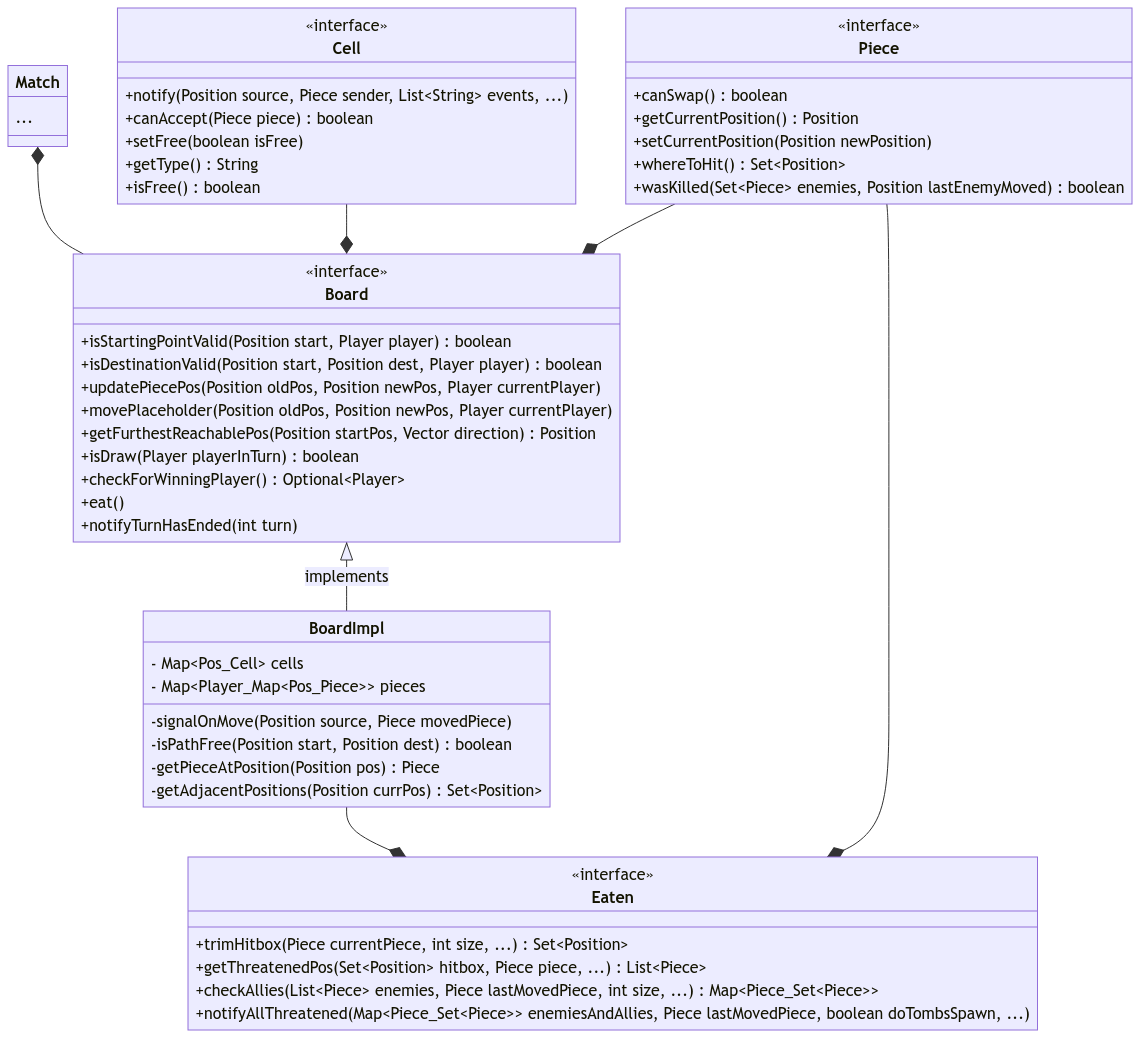 «interface»
Cell
+notify(Position source, Piece sender, List<String> events, ...)
+canAccept(Piece piece) : boolean
+setFree(boolean isFree)
+getType() : String
+isFree() : boolean
«interface»
Piece
+canSwap() : boolean
+getCurrentPosition() : Position
+setCurrentPosition(Position newPosition)
+whereToHit() : Set<Position>
+wasKilled(Set<Piece> enemies, Position lastEnemyMoved) : boolean
Match
...
«interface»
Board
+isStartingPointValid(Position start, Player player) : boolean
+isDestinationValid(Position start, Position dest, Player player) : boolean
+updatePiecePos(Position oldPos, Position newPos, Player currentPlayer)
+movePlaceholder(Position oldPos, Position newPos, Player currentPlayer)
+getFurthestReachablePos(Position startPos, Vector direction) : Position
+isDraw(Player playerInTurn) : boolean
+checkForWinningPlayer() : Optional<Player>
+eat()
+notifyTurnHasEnded(int turn)
implements
BoardImpl
- Map<Pos_Cell> cells
- Map<Player_Map<Pos_Piece>> pieces
-signalOnMove(Position source, Piece movedPiece)
-isPathFree(Position start, Position dest) : boolean
-getPieceAtPosition(Position pos) : Piece
-getAdjacentPositions(Position currPos) : Set<Position>
«interface»
Eaten
+trimHitbox(Piece currentPiece, int size, ...) : Set<Position>
+getThreatenedPos(Set<Position> hitbox, Piece piece, ...) : List<Piece>
+checkAllies(List<Piece> enemies, Piece lastMovedPiece, int size, ...) : Map<Piece_Set<Piece>>
+notifyAllThreatened(Map<Piece_Set<Piece>> enemiesAndAllies, Piece lastMovedPiece, boolean doTombsSpawn, ...)